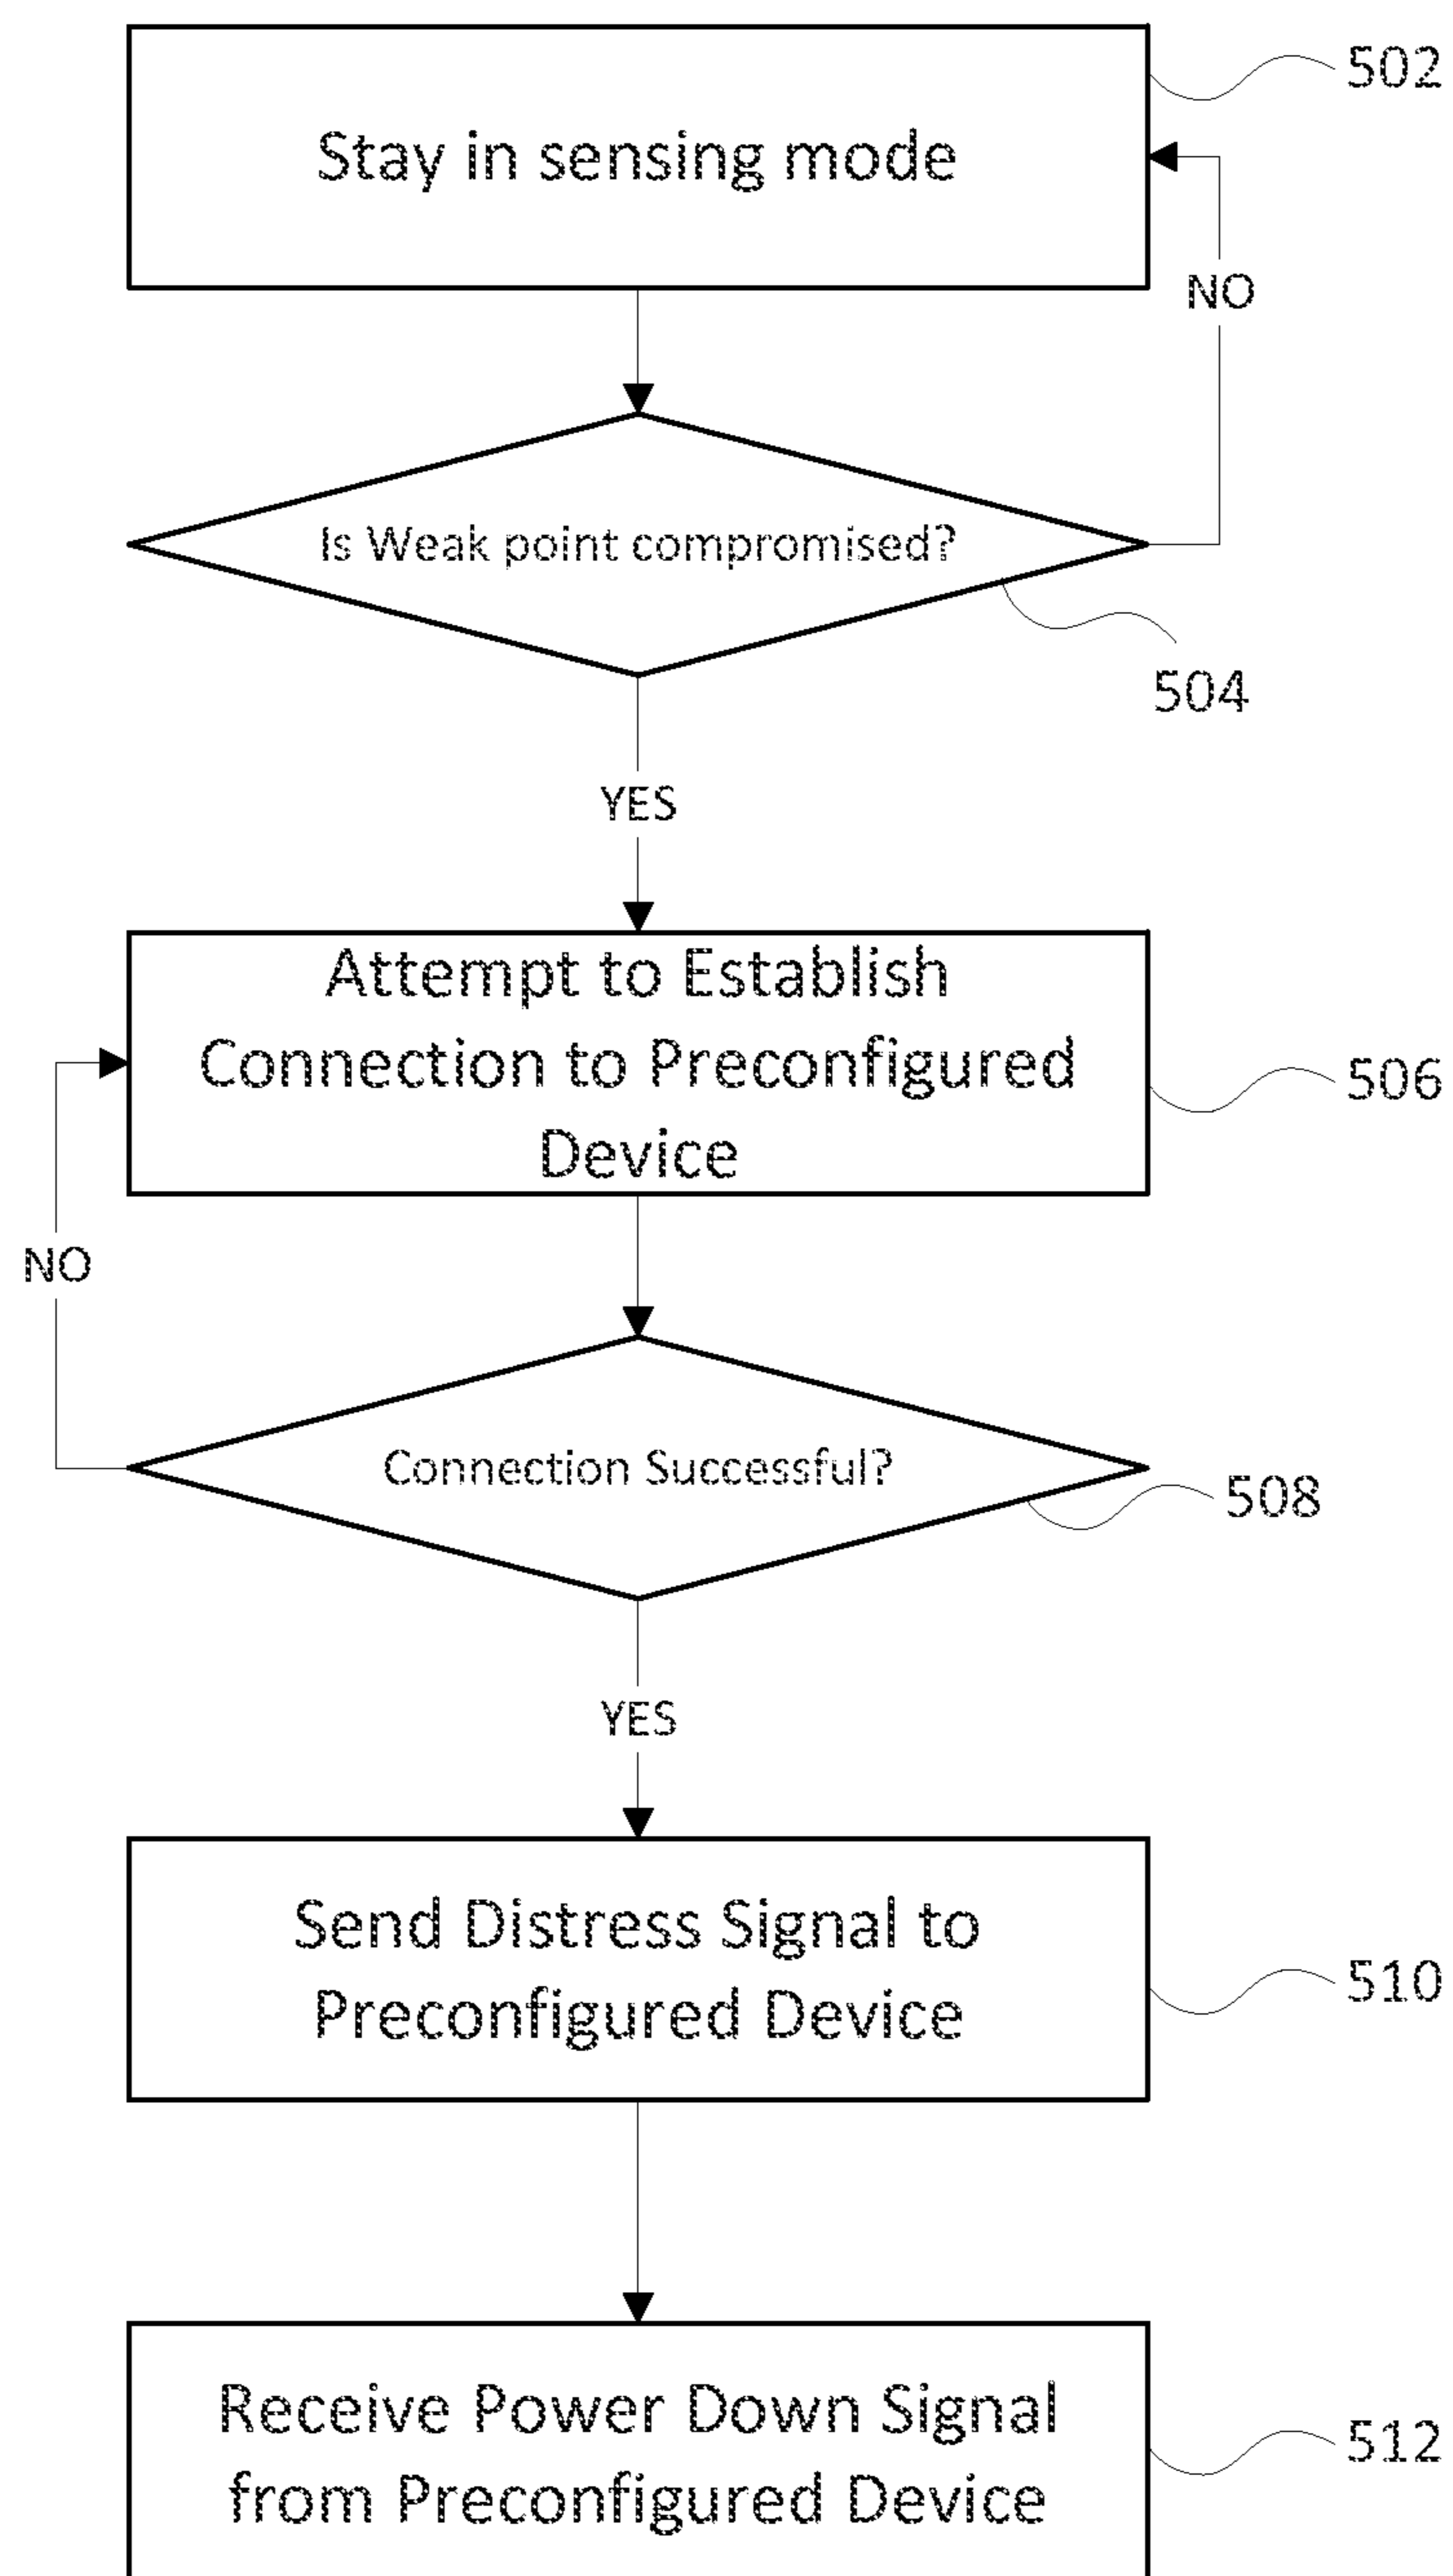 502
Stay in sensing mode
NO
Is Weak point compromised?
504
YES
Attempt to Establish
Connection to Preconfigured
Device
506
NO
Connection Successful?
508
YES
Send Distress Signal to
Preconfigured Device
510
Receive Power Down Signal
from Preconfigured Device
512